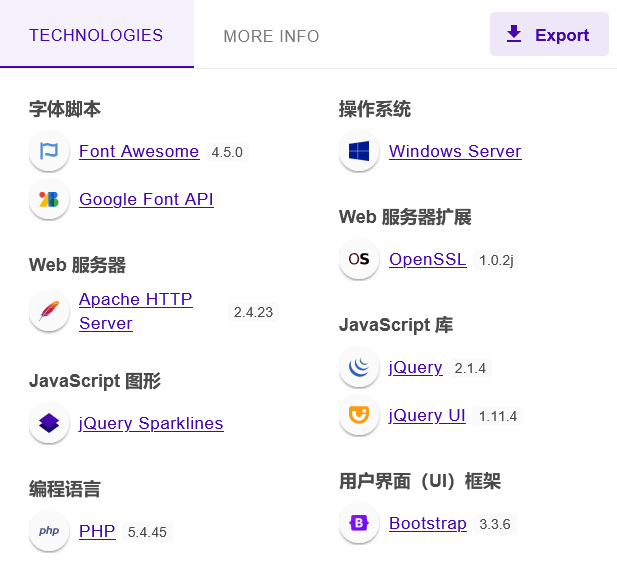 TECHNOLOGIES
MORE INFO
Export
字体脚本
Font Awesome 4.5.0
Google Font API
Web 服务器
Apache HTTP
Server 2.4.23
JavaScript 图形
jQuery Sparklines
编程语言
php PHP 5.4.45
操作系统
Windows Server
Web 服务器扩展
OS OpenSSL 1.0.2j
JavaScript 库
jQuery 2.1.4
jQuery UI 1.11.4
用户界面（UI）框架
B Bootstrap 3.3.6